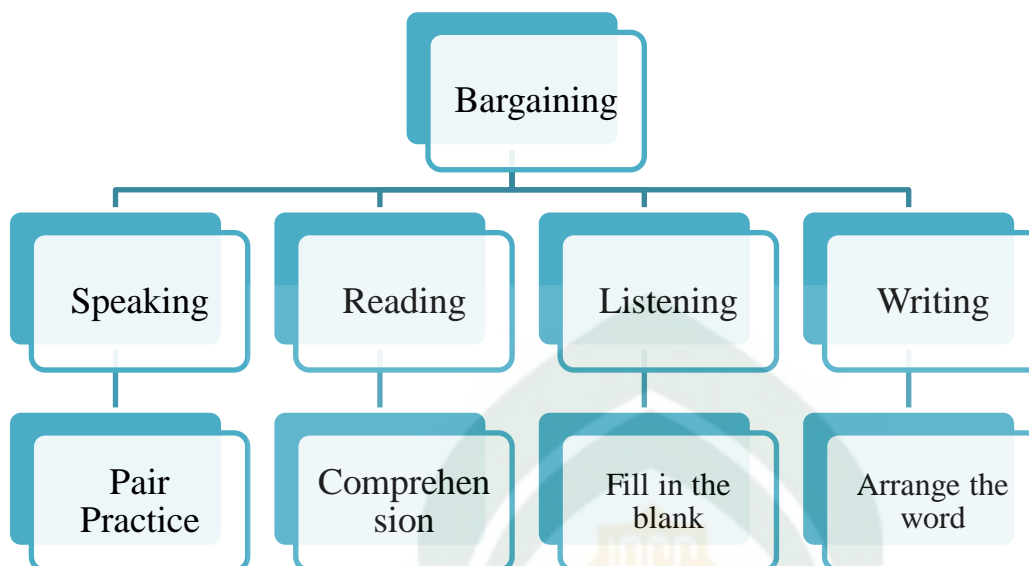 Bargaining
Speaking
Reading
Listening
Writing
Pair
Practice
Comprehen
sion
Fill in the
blank
Arrange the
word